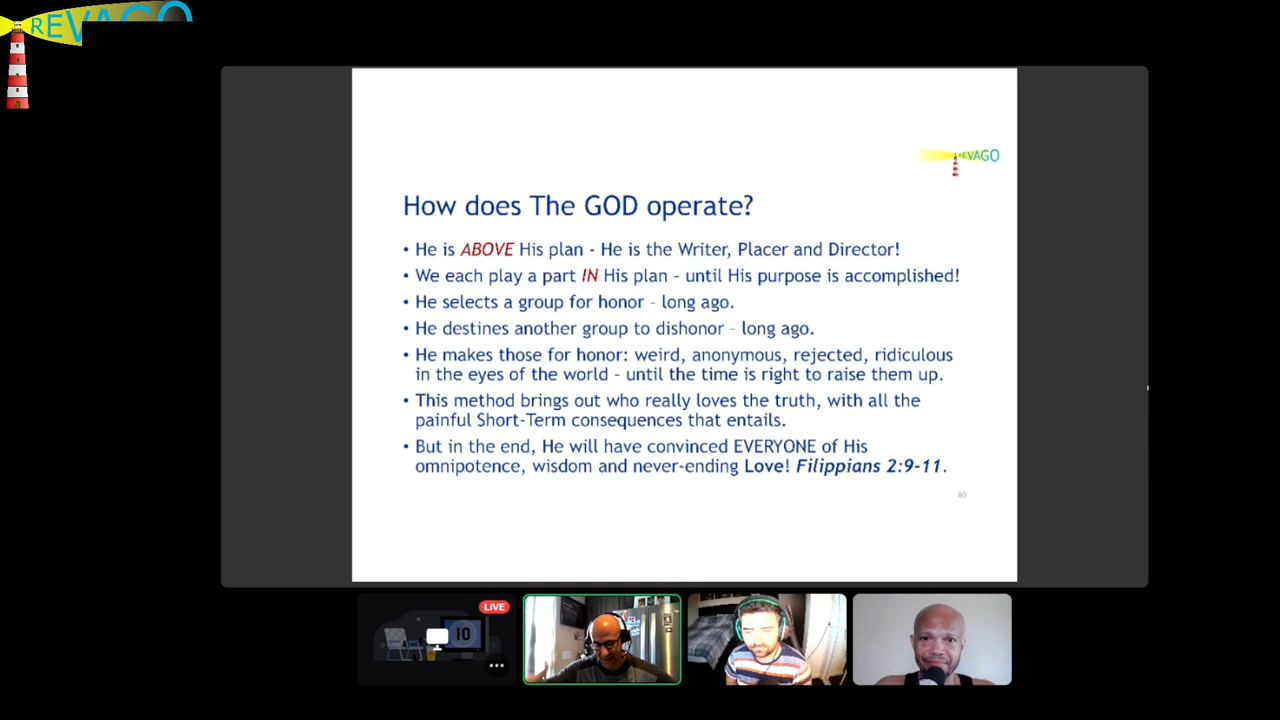 REVAGO
REVAGO
How does The GOD operate?
• He is ABOVE His plan - He is the Writer, Placer and Director!
• We each play a part IN His plan – until His purpose is accomplished!
• He selects a group for honor – long ago.
• He destines another group to dishonor – long ago.
• He makes those for honor: weird, anonymous, rejected, ridiculous
in the eyes of the world – until the time is right to raise them up.
• This method brings out who really loves the truth, with all the
painful Short-Term consequences that entails.
• But in the end, He will have convinced EVERYONE of His
omnipotence, wisdom and never-ending Love! Filippians 2:9-11.
80
LIVE
10